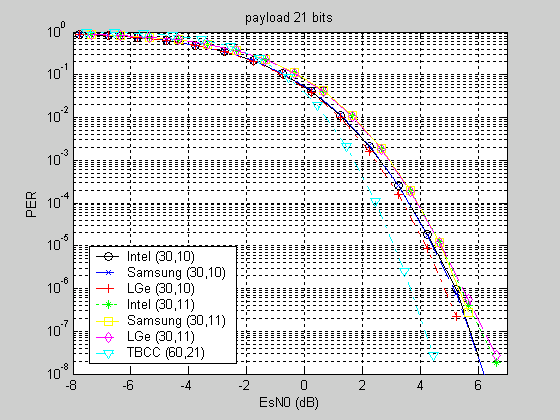 payload 21 bits
10^0
10^-1
10^-2
10^-3
10^-4
10^-5
10^-6
10^-7
10^-8
PER
Intel (30,10)
Samsung (30,10)
LGe (30,10)
Intel (30,11)
Samsung (30,11)
LGe (30,11)
TBCC (60,21)
-8 -6 -4 -2 0 2 4 6
EsN0 (dB)